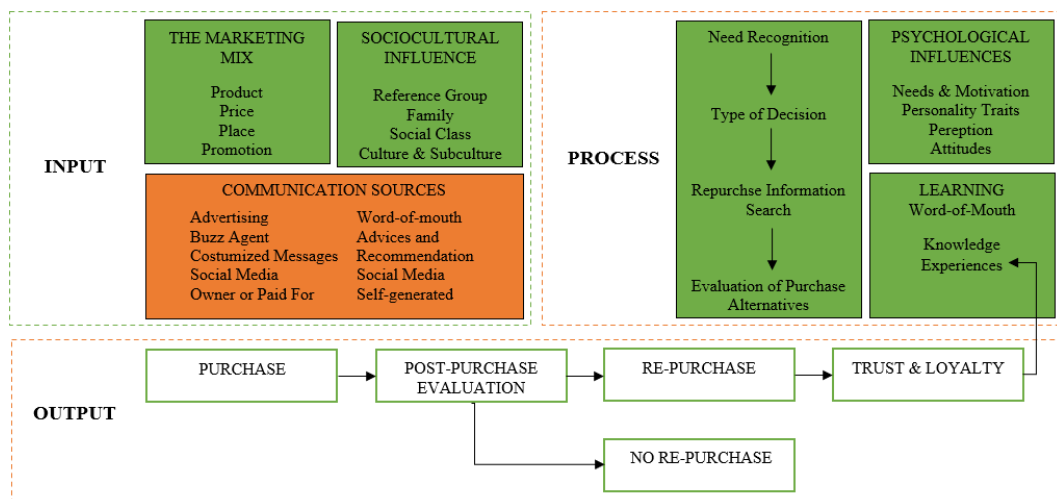 INPUT
THE MARKETING
MIX
Product
Price
Place
Promotion
SOCIOCULTURAL
INFLUENCE
Reference Group
Family
Social Class
Culture & Subculture
COMMUNICATION SOURCES
Advertising
Buzz Agent
Costumized Messages
Social Media
Owner or Paid For
Word-of-mouth
Advices and
Recommendation
Social Media
Self-generated
PROCESS
Need Recognition
Type of Decision
Repurchse Information
Search
Evaluation of Purchase
Alternatives
PSYCHOLOGICAL
INFLUENCES
Needs & Motivation
Personality Traits
Pereption
Attitudes
LEARNING
Word-of-Mouth
Knowledge
Experiences
OUTPUT
PURCHASE
POST-PURCHASE
EVALUATION
RE-PURCHASE
TRUST & LOYALTY
NO RE-PURCHASE